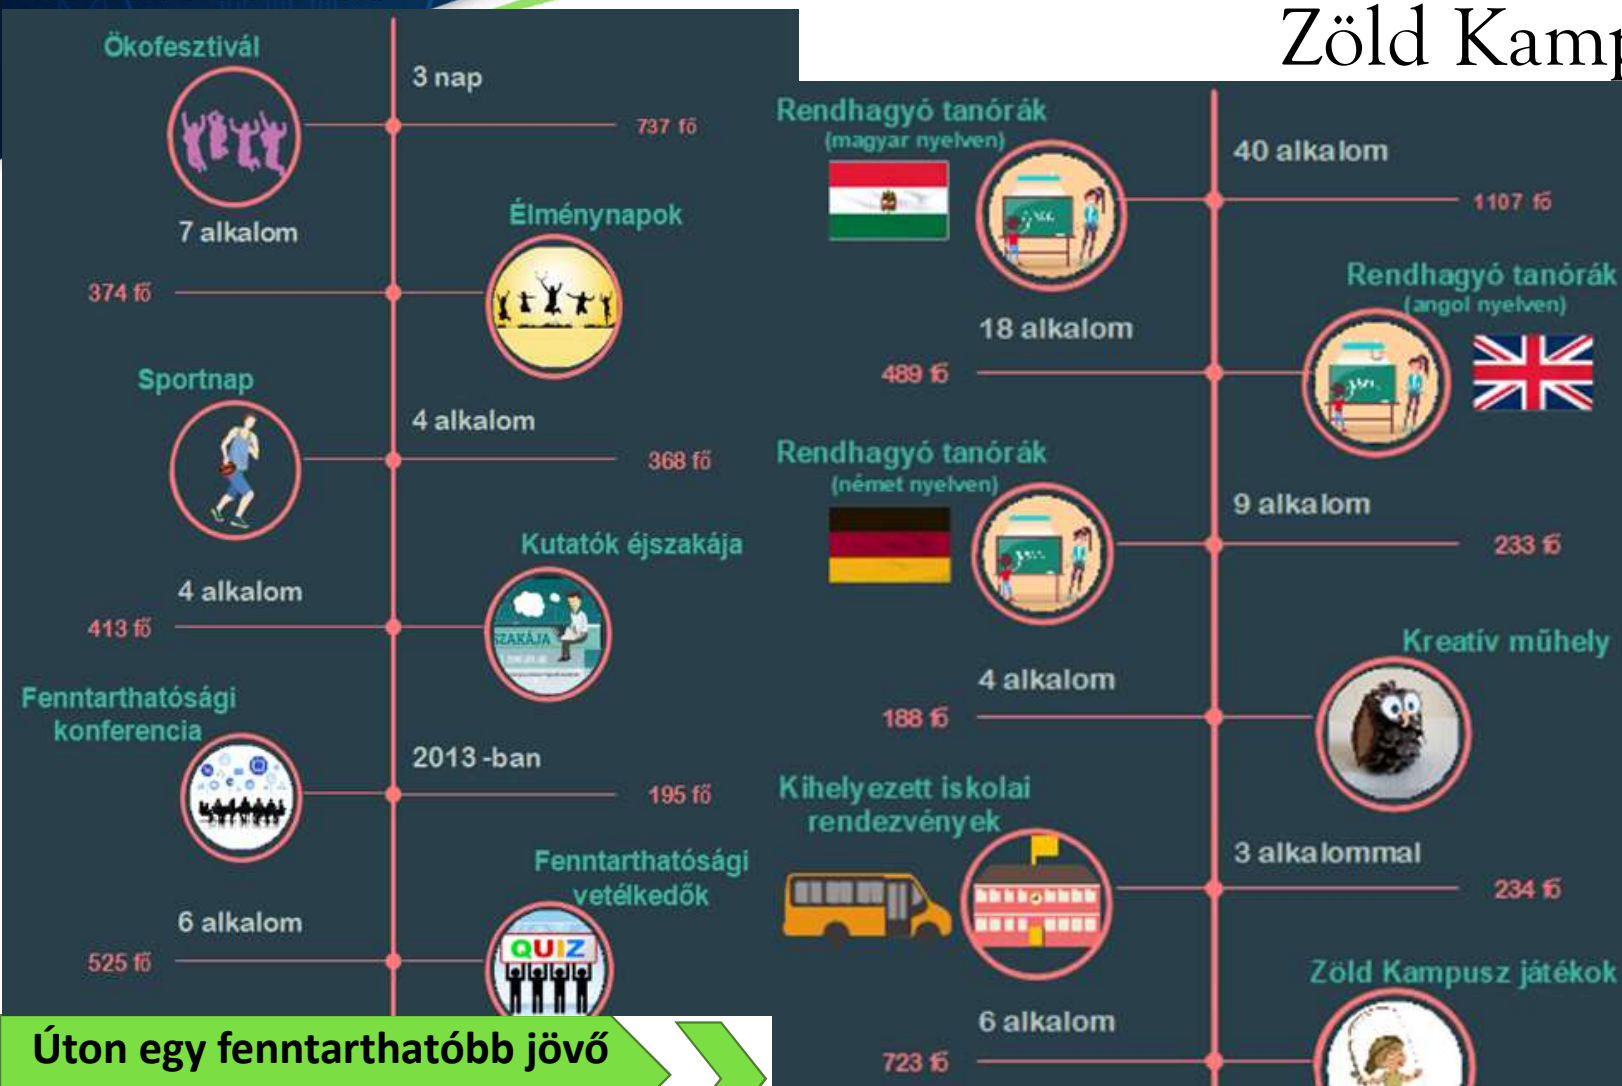 Zöld Kamp
Ökofesztivál
3 nap
737 fő
Élménynapok
7 alkalom
374 fő
Sportnap
4 alkalom
368 fő
Kutatók éjszakája
4 alkalom
413 fő
SZAKÁJA
Fenntarthatósági
konferencia
2013 -ban
195 fő
Fenntarthatósági
vetélkedők
6 alkalom
525 fő
QUIZ
Úton egy fenntarthatóbb jövő
Rendhagyó tanórák
(magyar nyelven)
40 alkalom
1107 fő
Rendhagyó tanórák
(angol nyelven)
18 alkalom
489 fő
Rendhagyó tanórák
(német nyelven)
9 alkalom
233 fő
Kreatív műhely
4 alkalom
188 fő
Kihelyezett iskolai
rendezvények
3 alkalommal
234 fő
Zöld Kampusz játékok
6 alkalom
723 fő